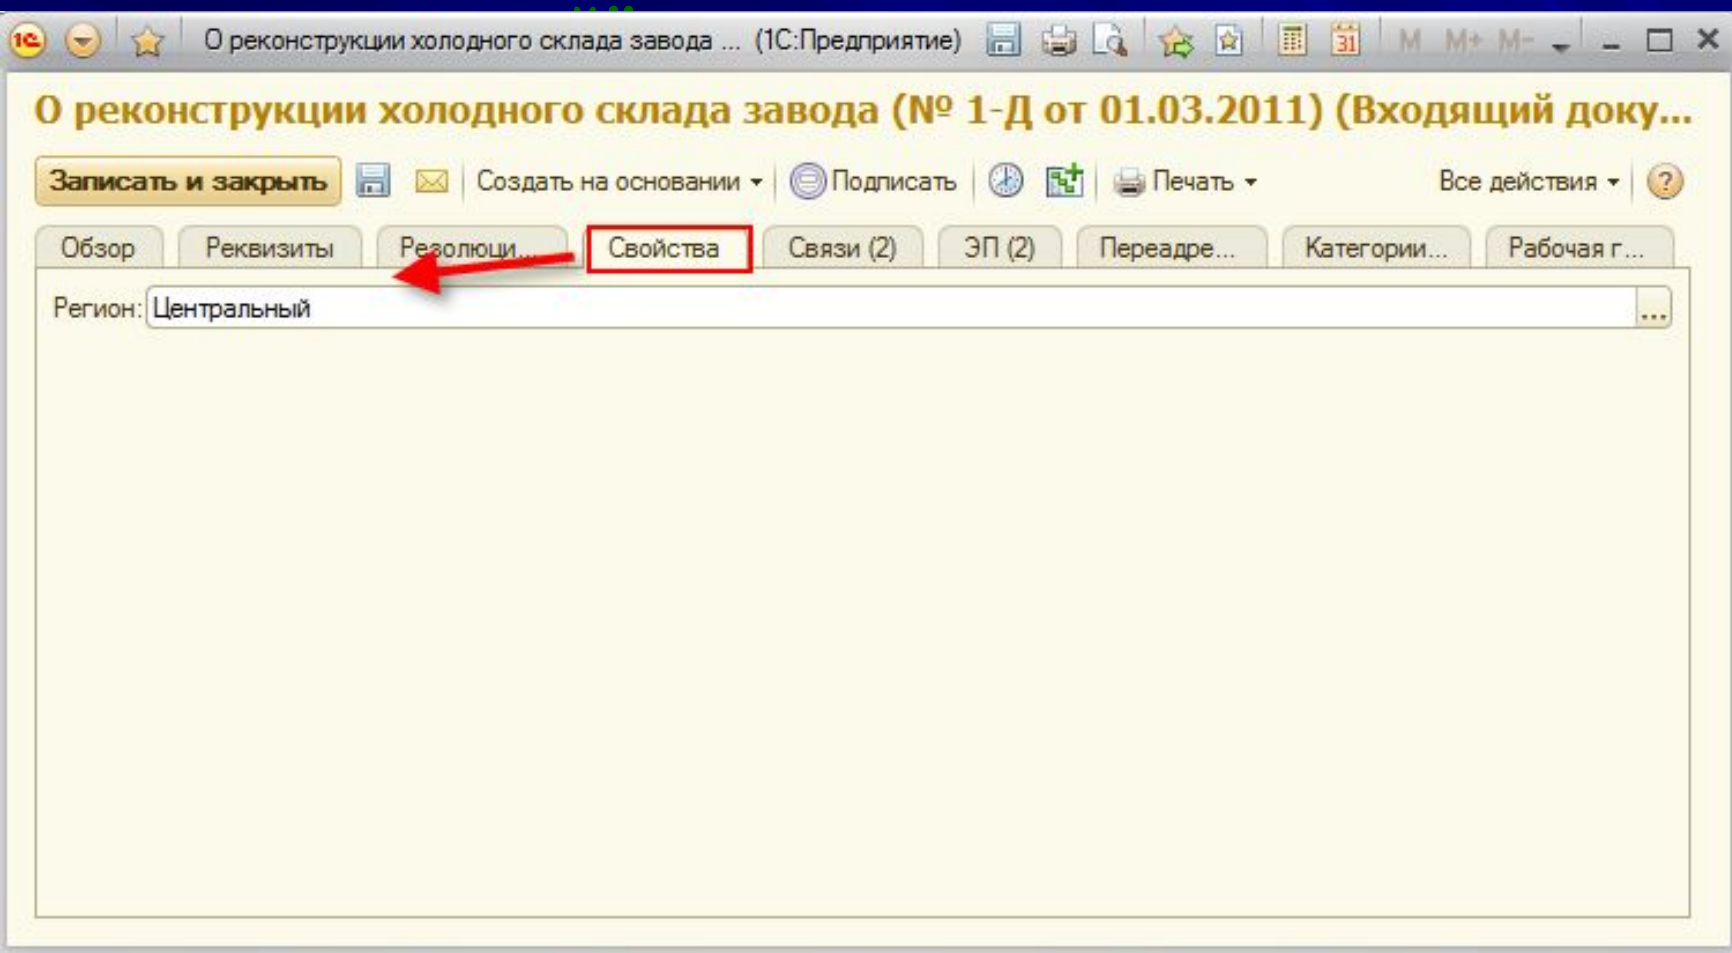 1С О реконструкции холодного склада завода ... (1С:Предприятие) 31 M M+ M-
О реконструкции холодного склада завода (№ 1-Д от 01.03.2011) (Входящий доку...
Записать и закрыть Создать на основании Подписать Печать Все действия ?
Обзор Реквизиты Резолюци... Свойства Связи (2) ЭП (2) Переадре... Категории... Рабочая г...
Регион: Центральный ...